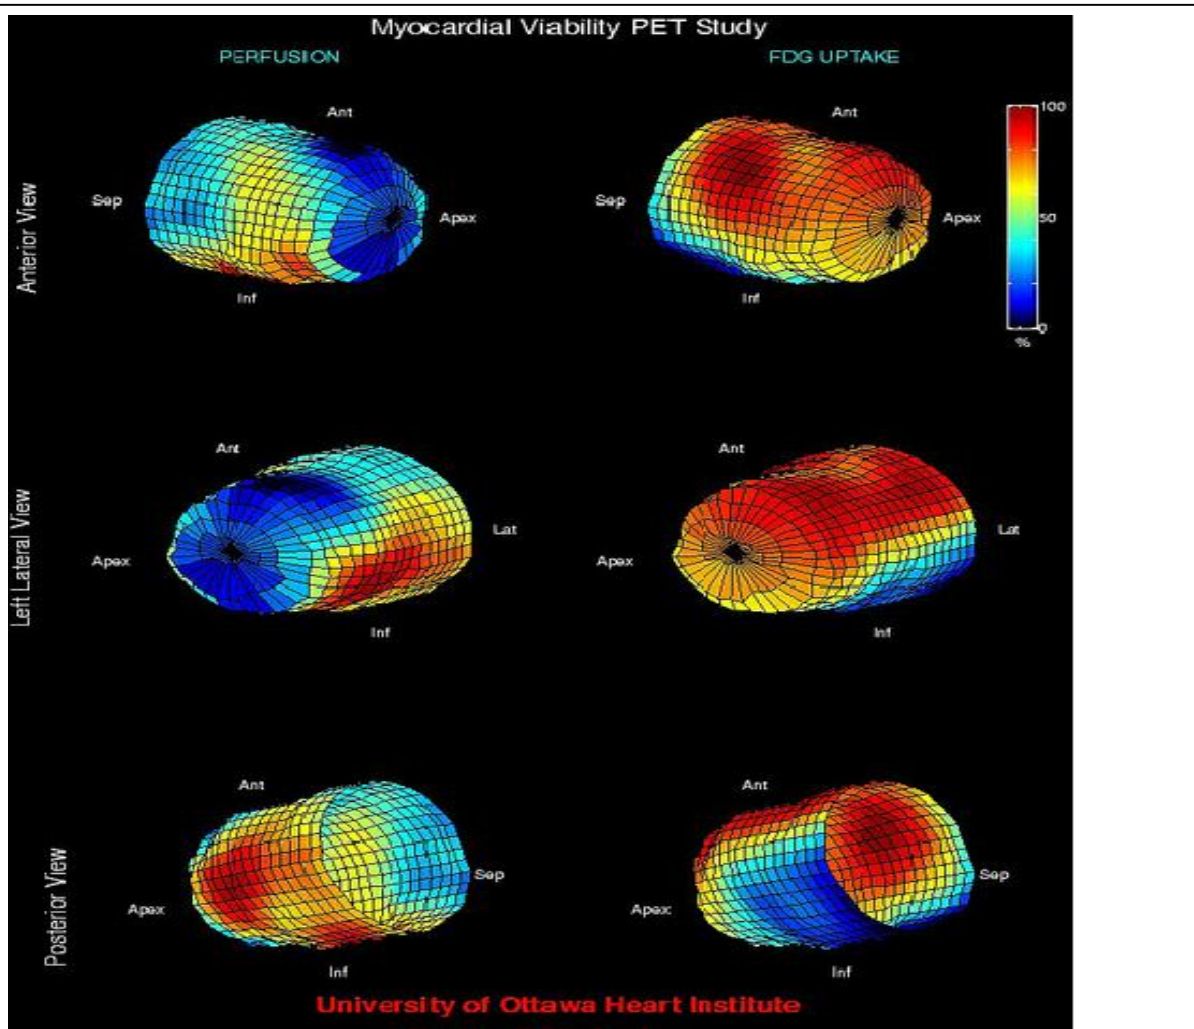 Myocardial Viability PET Study
PERFUSION FDG UPTAKE
Ant Ant 100
Anterior View Sep Apex Sep Apex 50
Inf Inf 0
%
Ant Ant
Left Lateral View Lat Lat
Apex Apex
Inf Inf
Ant Ant
Posterior View Sep Sep
Apex Apex
Inf Inf
University of Ottawa Heart Institute